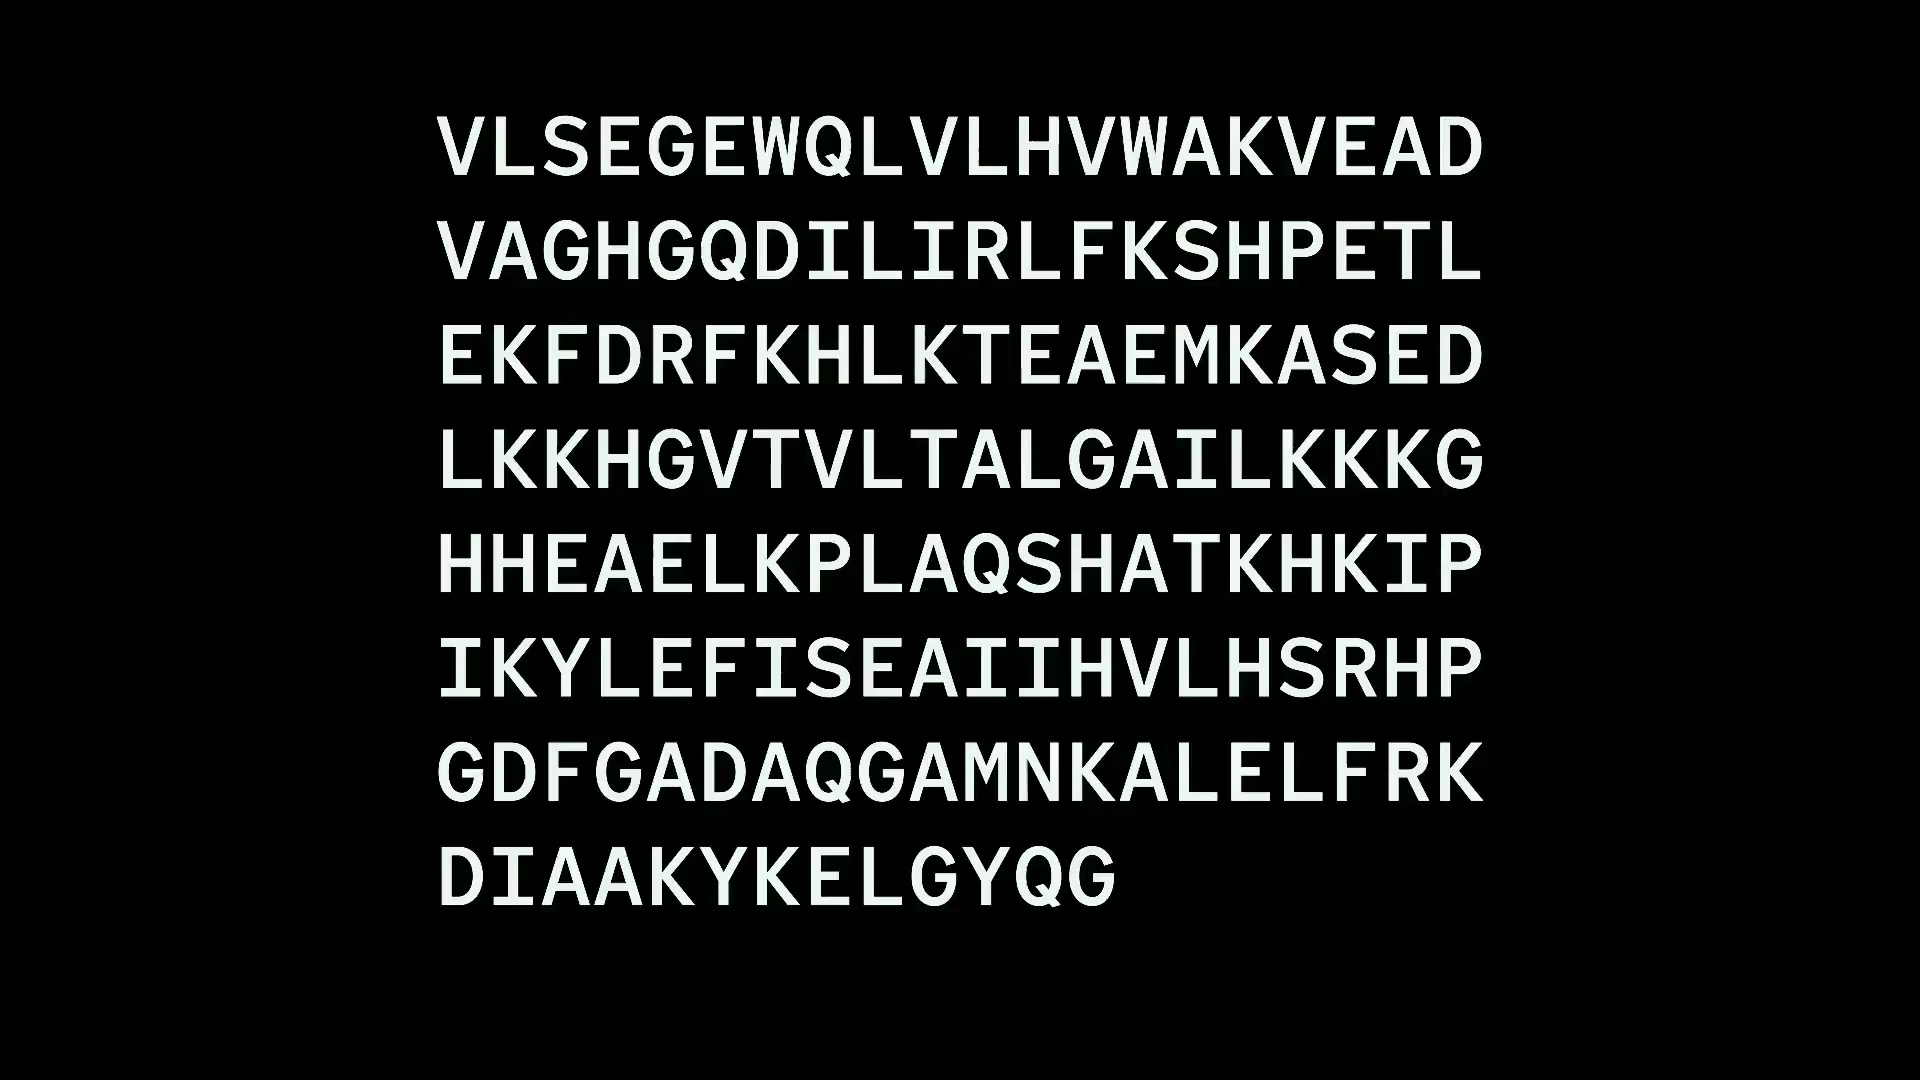 VLSEGEWQLVLHVWAKVEAD
VAGHGQDILIRLFKSHPETL
EKFDRFKHLKTEAEMKASED
LKKHGVTVLTALGAILKKKG
HHEAELKPLAQSHATKHKIP
IKYLEFISEAIIHVLHSRHP
GDFGADAQGAMNKALELFRK
DIAAKYKELGYQG